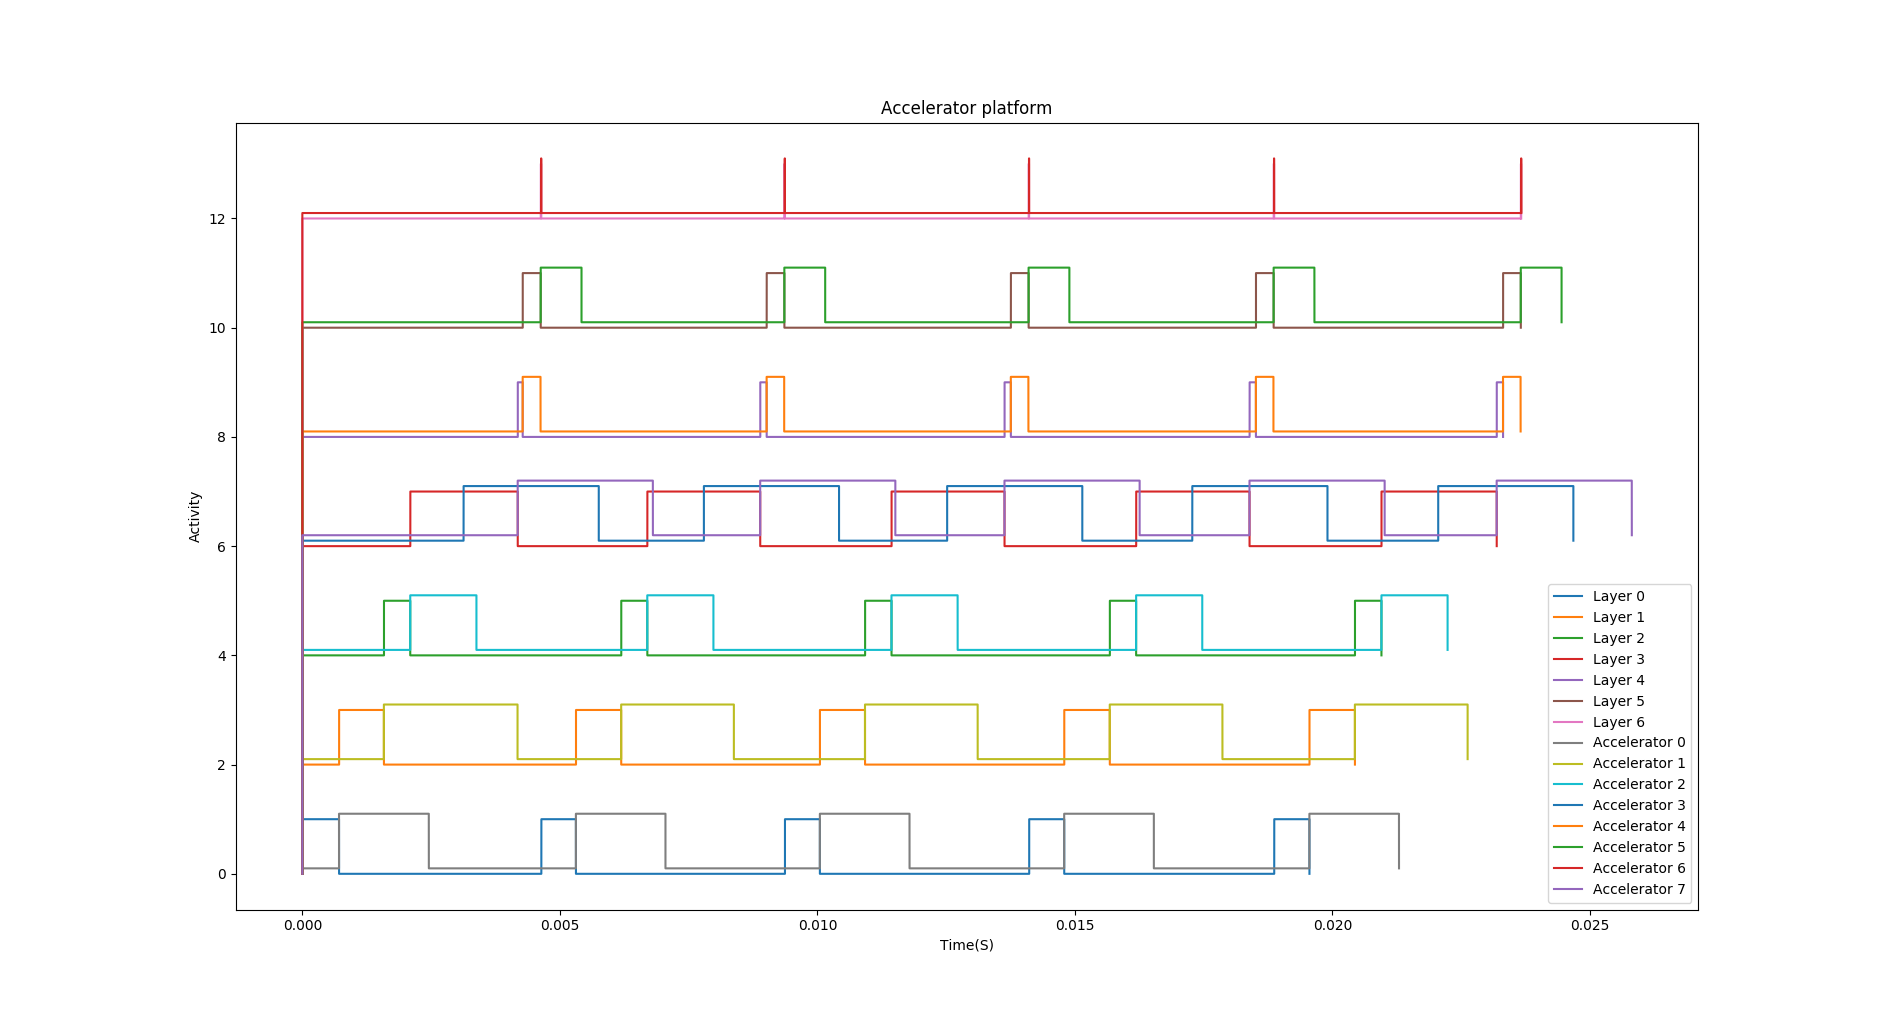 Accelerator platform
12
10
8
6
4
2
0
Activity
0.000
0.005
0.010
0.015
0.020
0.025
Time(S)
Layer 0
Layer 1
Layer 2
Layer 3
Layer 4
Layer 5
Layer 6
Accelerator 0
Accelerator 1
Accelerator 2
Accelerator 3
Accelerator 4
Accelerator 5
Accelerator 6
Accelerator 7